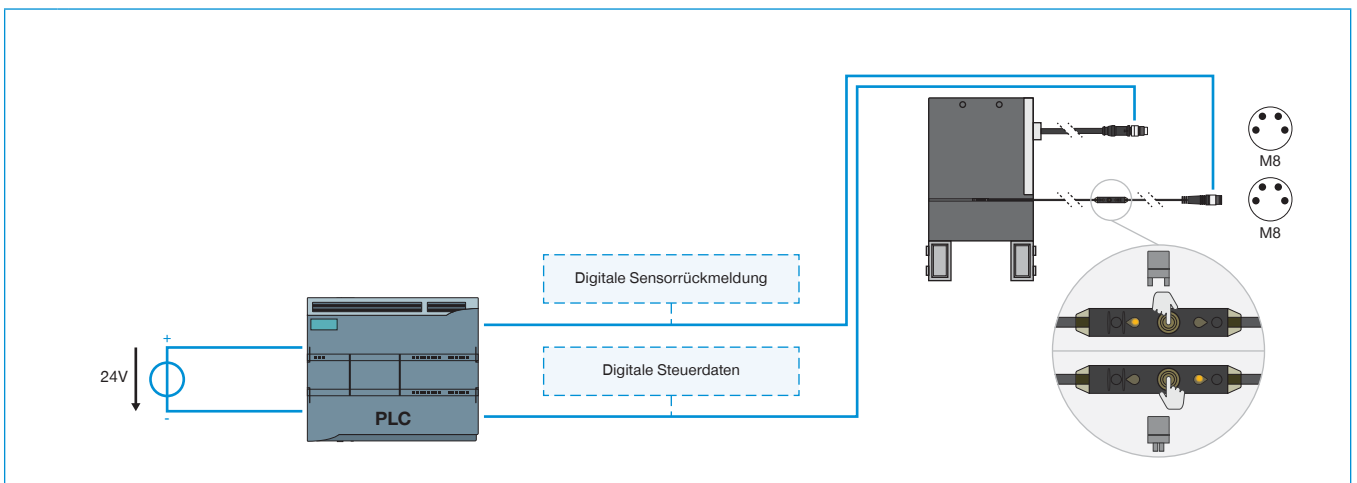 M8
M8
Digitale Sensorrückmeldung
Digitale Steuerdaten
+
24V
-
PLC